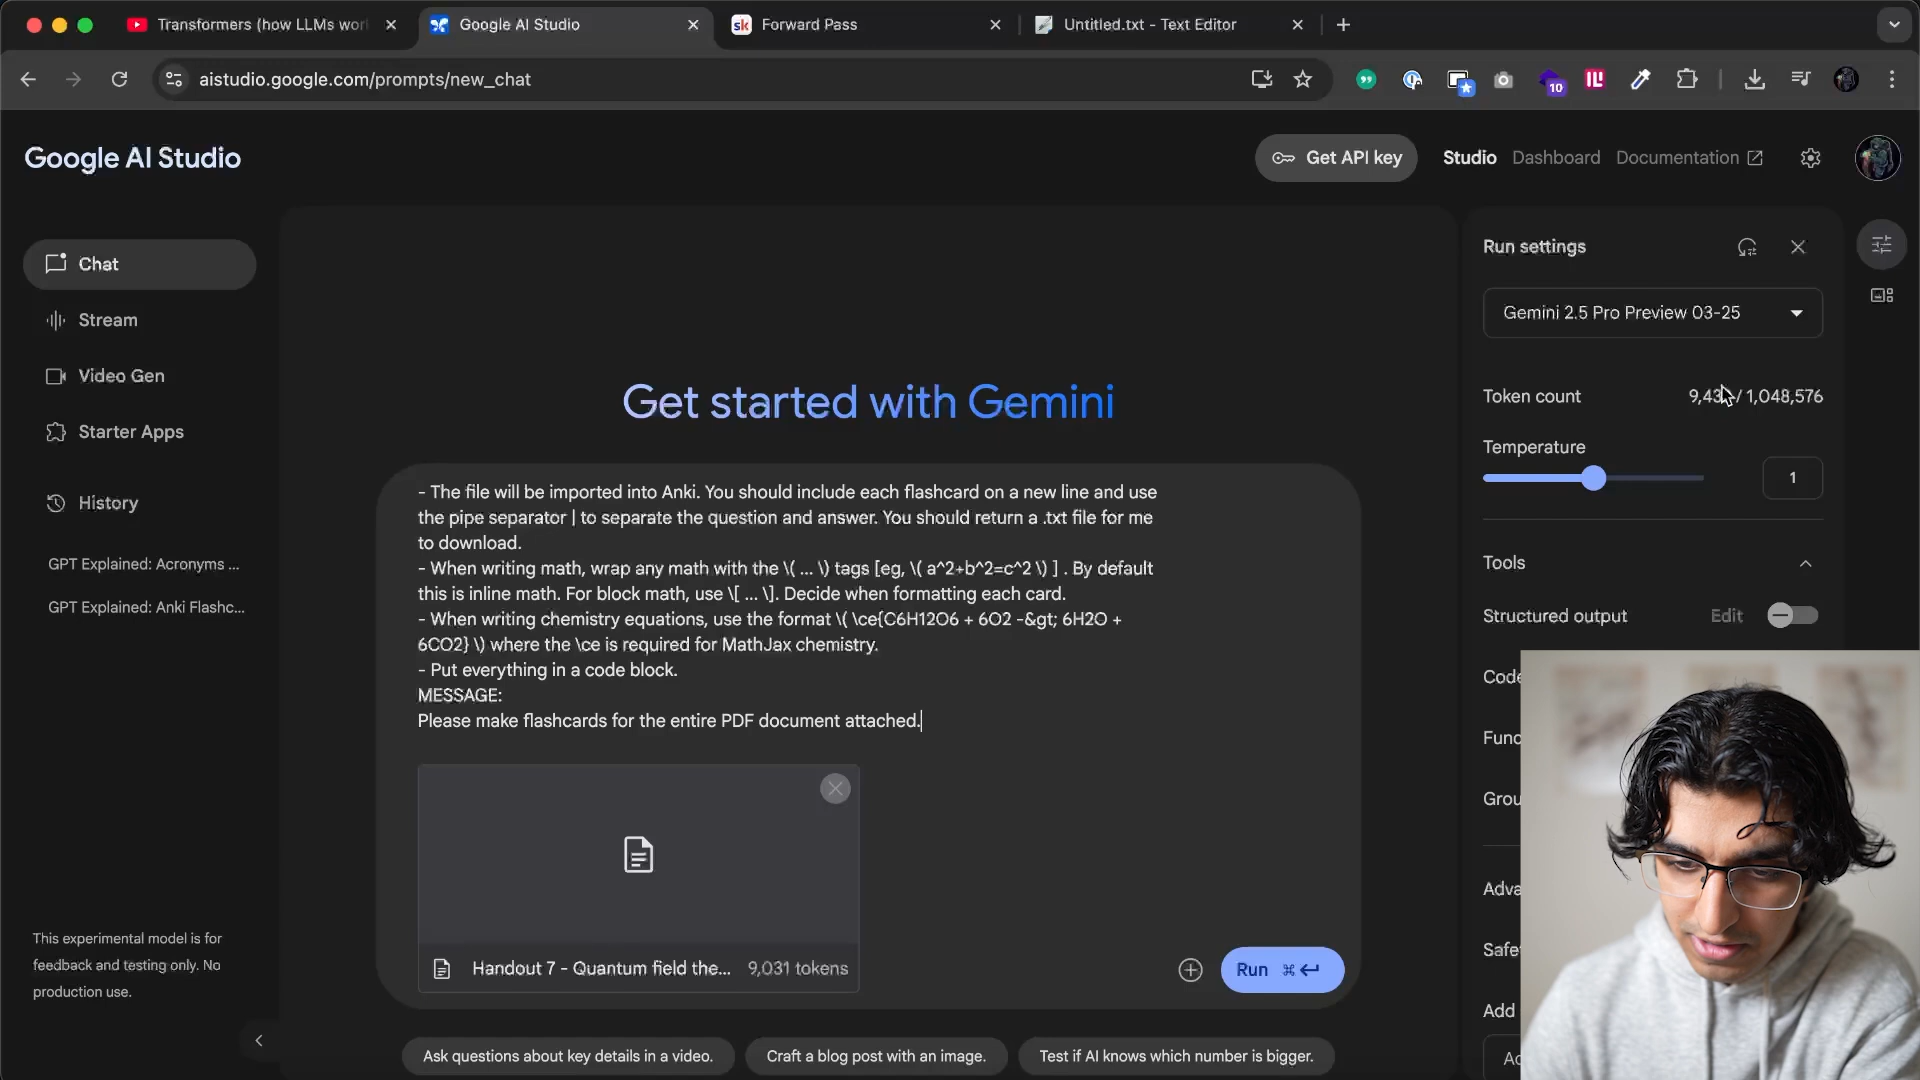 Transformers (how LLMs wor
Google AI Studio
sk Forward Pass
Untitled.txt - Text Editor
aistudio.google.com/prompts/new_chat
10
Google AI Studio
Get API key
Studio
Dashboard
Documentation
Chat
Stream
Video Gen
Starter Apps
History
GPT Explained: Acronyms ...
GPT Explained: Anki Flashc...
This experimental model is for
feedback and testing only. No
production use.
Get started with Gemini
- The file will be imported into Anki. You should include each flashcard on a new line and use
the pipe separator | to separate the question and answer. You should return a .txt file for me
to download.
- When writing math, wrap any math with the \( ... \) tags [eg, \( a^2+b^2=c^2 \) ] . By default
this is inline math. For block math, use \[ ... \]. Decide when formatting each card.
- When writing chemistry equations, use the format \( \ce{C6H12O6 + 6O2 -&gt; 6H2O +
6CO2} \) where the \ce is required for MathJax chemistry.
- Put everything in a code block.
MESSAGE:
Please make flashcards for the entire PDF document attached.
Handout 7 - Quantum field the... 9,031 tokens
Run ⌘
Ask questions about key details in a video.
Craft a blog post with an image.
Test if AI knows which number is bigger.
Run settings
Gemini 2.5 Pro Preview 03-25
Token count
/ 1,048,576
Temperature
1
Tools
Structured output Edit
Code
Func
Grou
Adva
Safe
Add